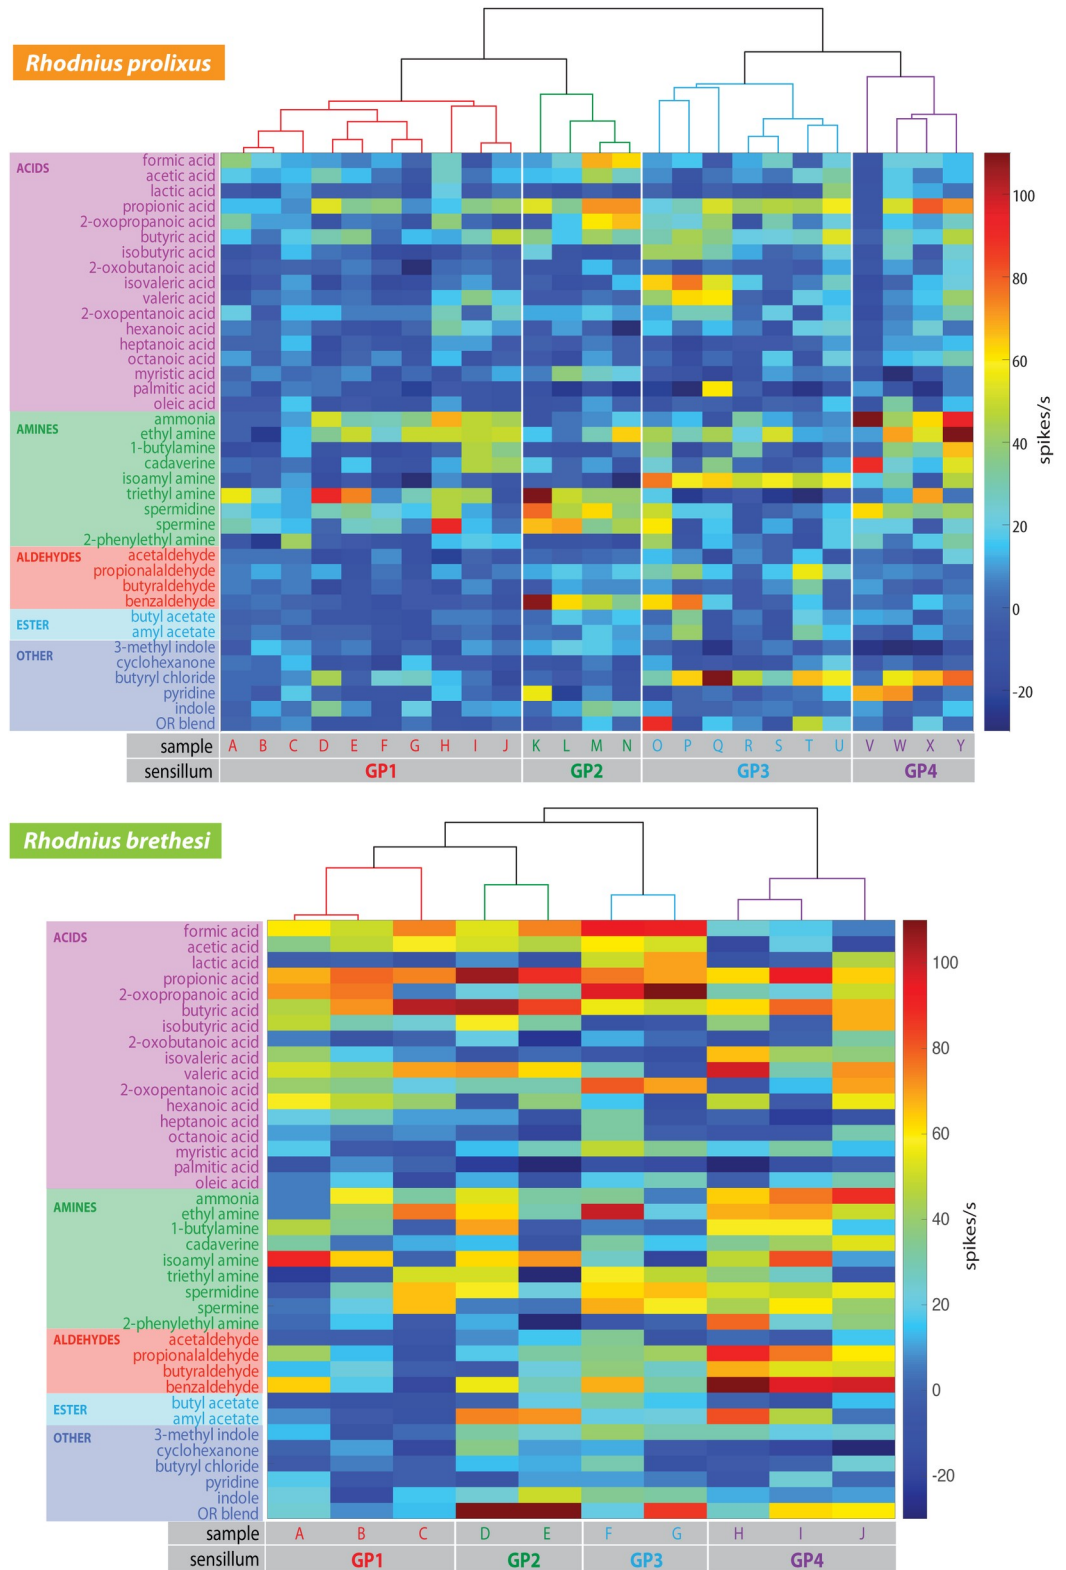 Rhodnius prolixus
ACIDS
formic acid
acetic acid
lactic acid
propionic acid
2-oxopropanoic acid
butyric acid
isobutyric acid
2-oxobutanoic acid
isovaleric acid
valeric acid
2-oxopentanoic acid
hexanoic acid
heptanoic acid
octanoic acid
myristic acid
palmitic acid
oleic acid
AMINES
ammonia
ethyl amine
1-butylamine
cadaverine
isoamyl amine
triethyl amine
spermidine
spermine
2-phenylethyl amine
ALDEHYDES
acetaldehyde
propionalaldehyde
butyraldehyde
benzaldehyde
ESTER
butyl acetate
amyl acetate
OTHER
3-methyl indole
cyclohexanone
butyryl chloride
pyridine
indole
OR blend
100
80
60
40
20
0
-20
spikes/s
sample A B C D E F G H I J K L M N O P Q R S T U V W X Y
sensillum GP1 GP2 GP3 GP4
Rhodnius brethesi
ACIDS
formic acid
acetic acid
lactic acid
propionic acid
2-oxopropanoic acid
butyric acid
isobutyric acid
2-oxobutanoic acid
isovaleric acid
valeric acid
2-oxopentanoic acid
hexanoic acid
heptanoic acid
octanoic acid
myristic acid
palmitic acid
oleic acid
AMINES
ammonia
ethyl amine
1-butylamine
cadaverine
isoamyl amine
triethyl amine
spermidine
spermine
2-phenylethyl amine
ALDEHYDES
acetaldehyde
propionalaldehyde
butyraldehyde
benzaldehyde
ESTER
butyl acetate
amyl acetate
OTHER
3-methyl indole
cyclohexanone
butyryl chloride
pyridine
indole
OR blend
100
80
60
40
20
0
-20
spikes/s
sample A B C D E F G H I J
sensillum GP1 GP2 GP3 GP4